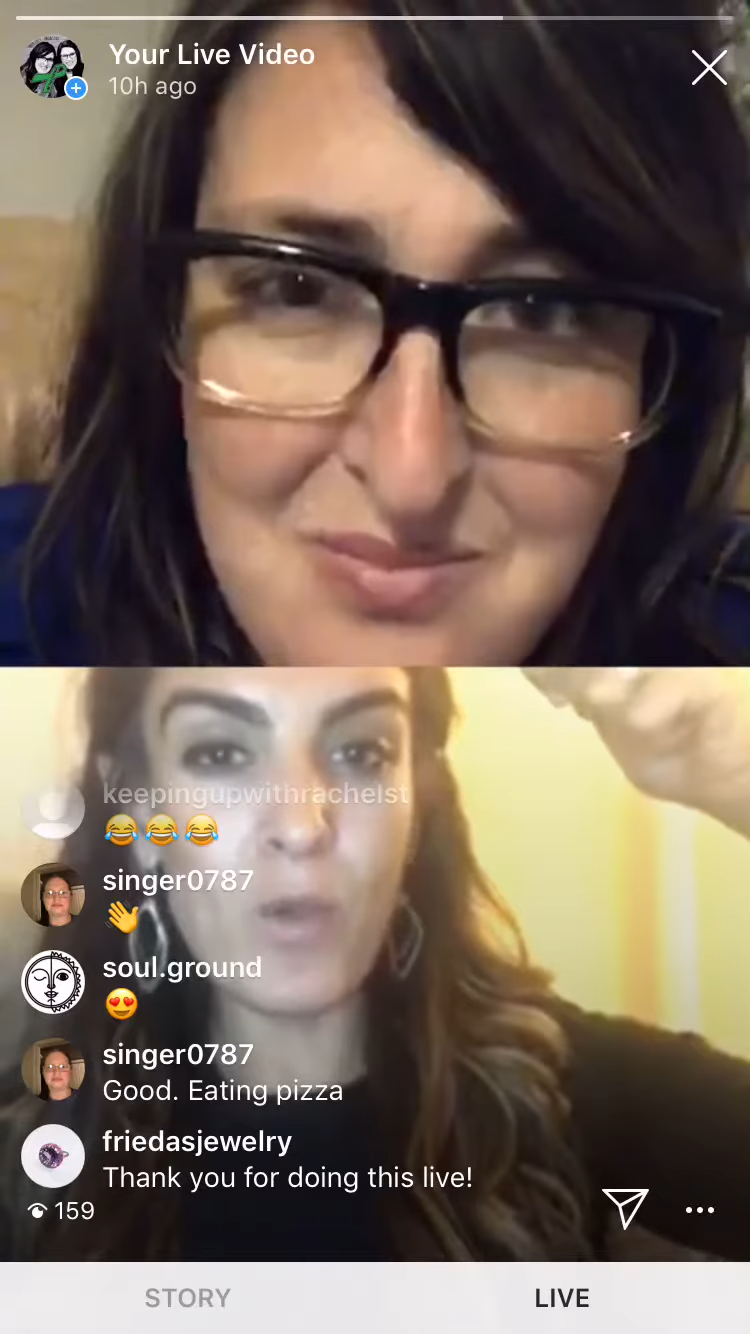 Your Live Video
10h ago
keepingupwithrachelst
😂😂😂
singer0787
👋
soul.ground
😍
singer0787
Good. Eating pizza
friedasjewelry
Thank you for doing this live!
159
STORY
LIVE